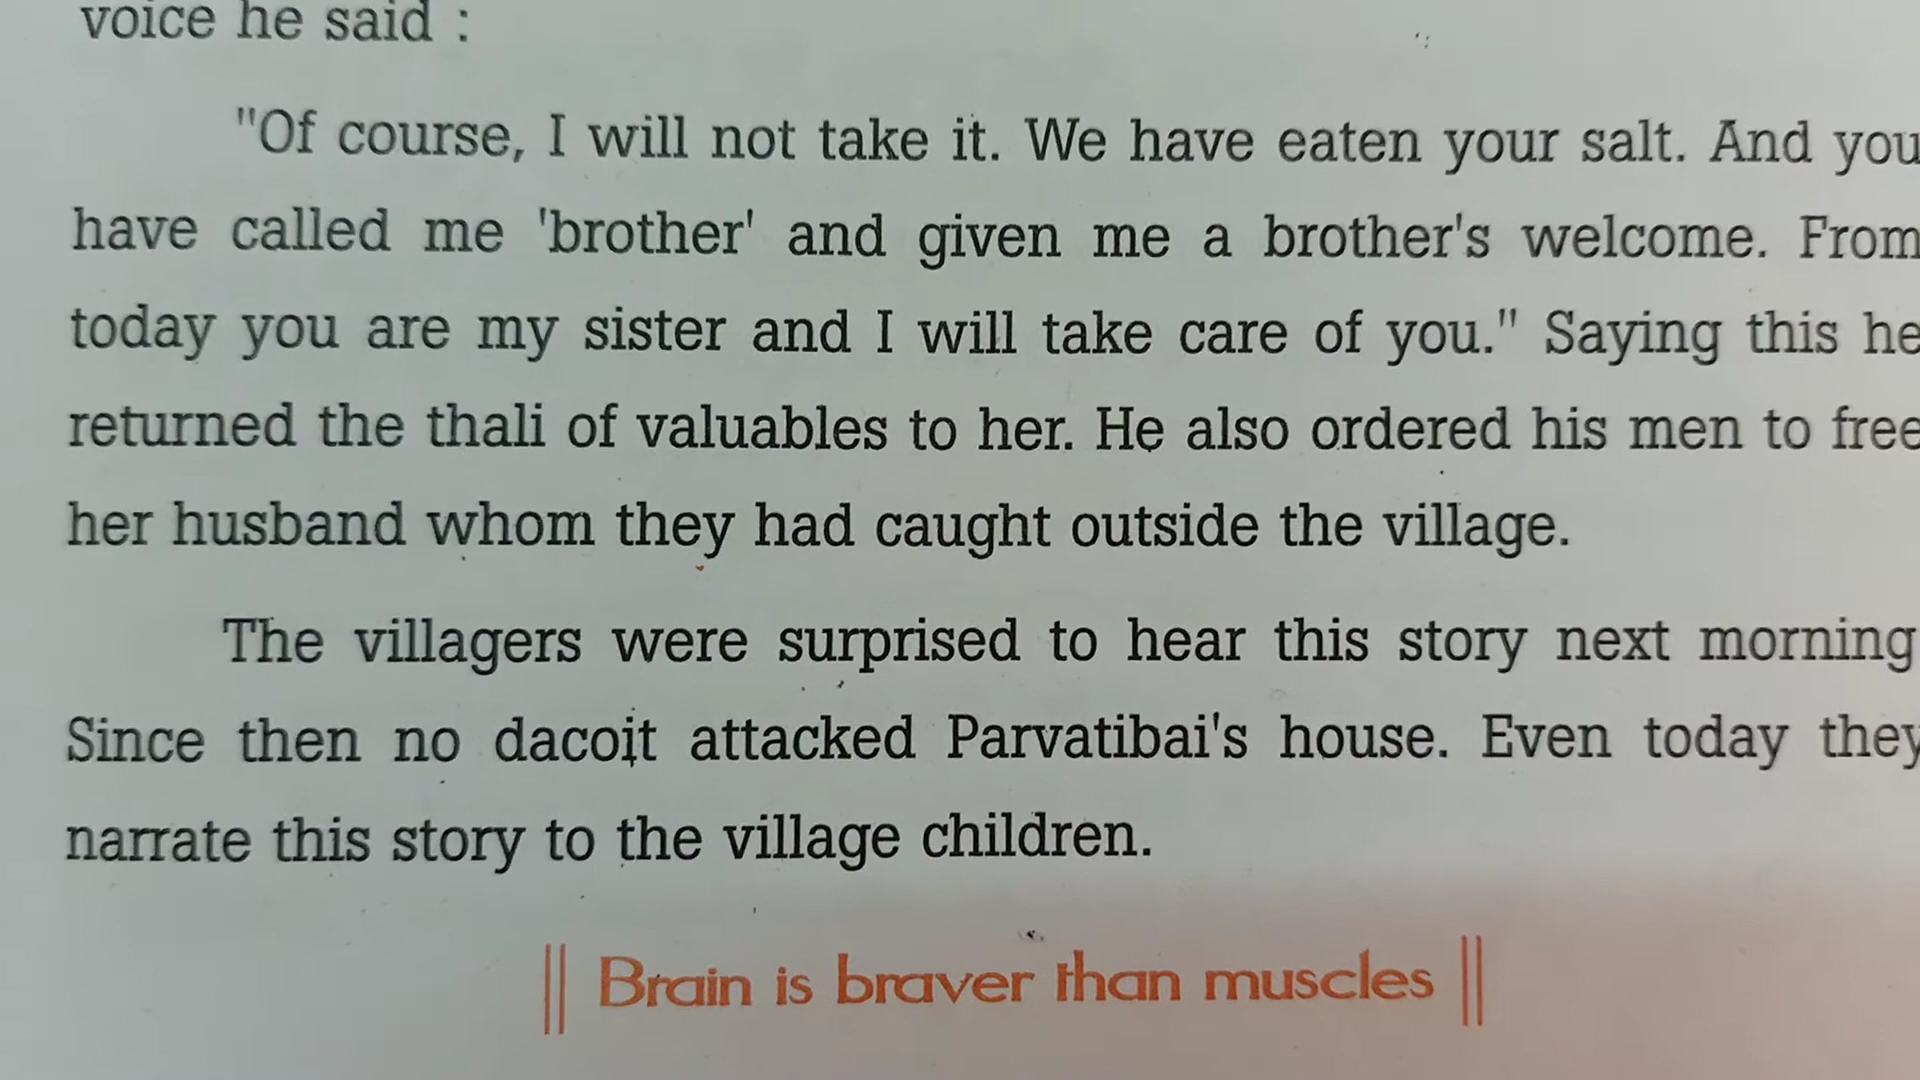 voice he said :
"Of course, I will not take it. We have eaten your salt. And you
have called me 'brother' and given me a brother's welcome. From
today you are my sister and I will take care of you." Saying this he
returned the thali of valuables to her. He also ordered his men to free
her husband whom they had caught outside the village.
The villagers were surprised to hear this story next morning
Since then no dacoit attacked Parvatibai's house. Even today they
narrate this story to the village children.
|| Brain is braver than muscles ||